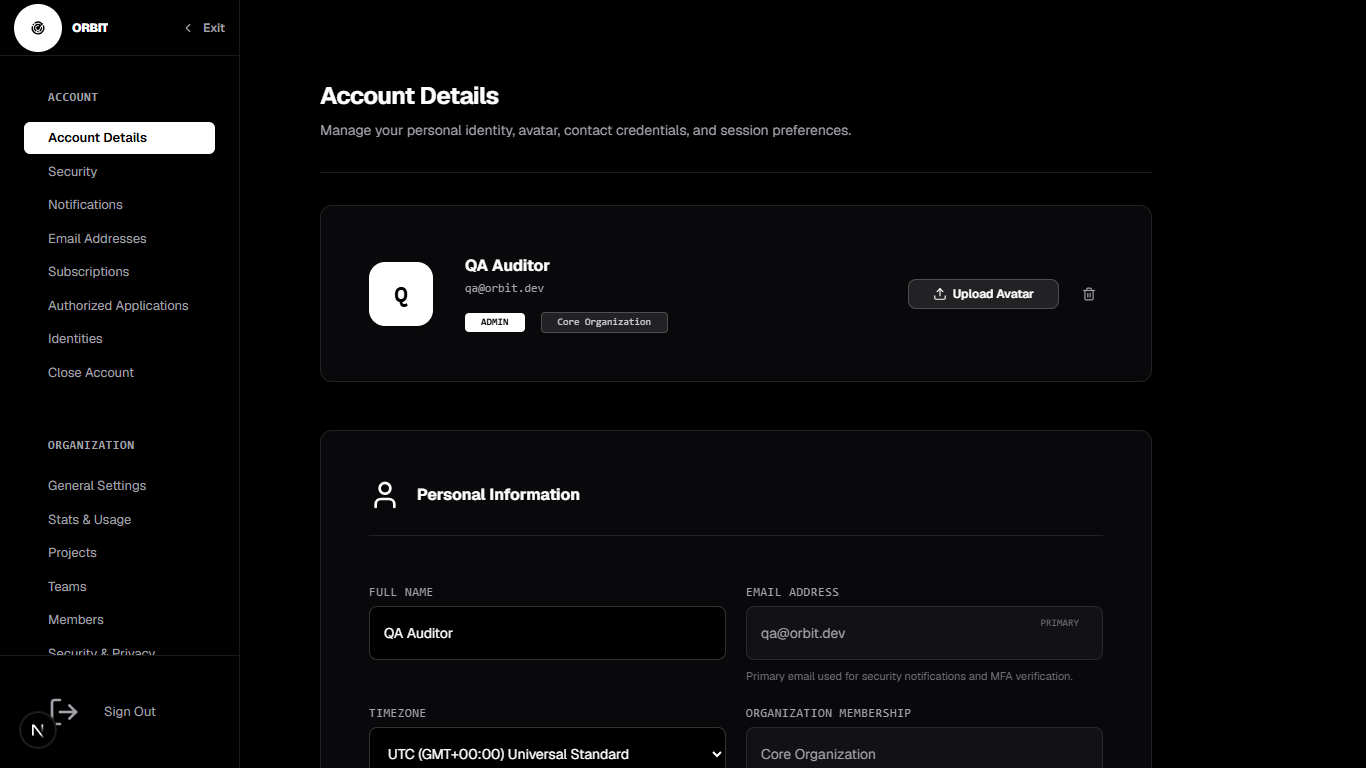 ORBIT
Exit
ACCOUNT
Account Details
Security
Notifications
Email Addresses
Subscriptions
Authorized Applications
Identities
Close Account
ORGANIZATION
General Settings
Stats & Usage
Projects
Teams
Members
Security & Privacy
Sign Out
N
Account Details
Manage your personal identity, avatar, contact credentials, and session preferences.
Q
QA Auditor
qa@orbit.dev
ADMIN
Core Organization
Upload Avatar
Personal Information
FULL NAME
QA Auditor
EMAIL ADDRESS
qa@orbit.dev
PRIMARY
Primary email used for security notifications and MFA verification.
TIMEZONE
UTC (GMT+00:00) Universal Standard
ORGANIZATION MEMBERSHIP
Core Organization